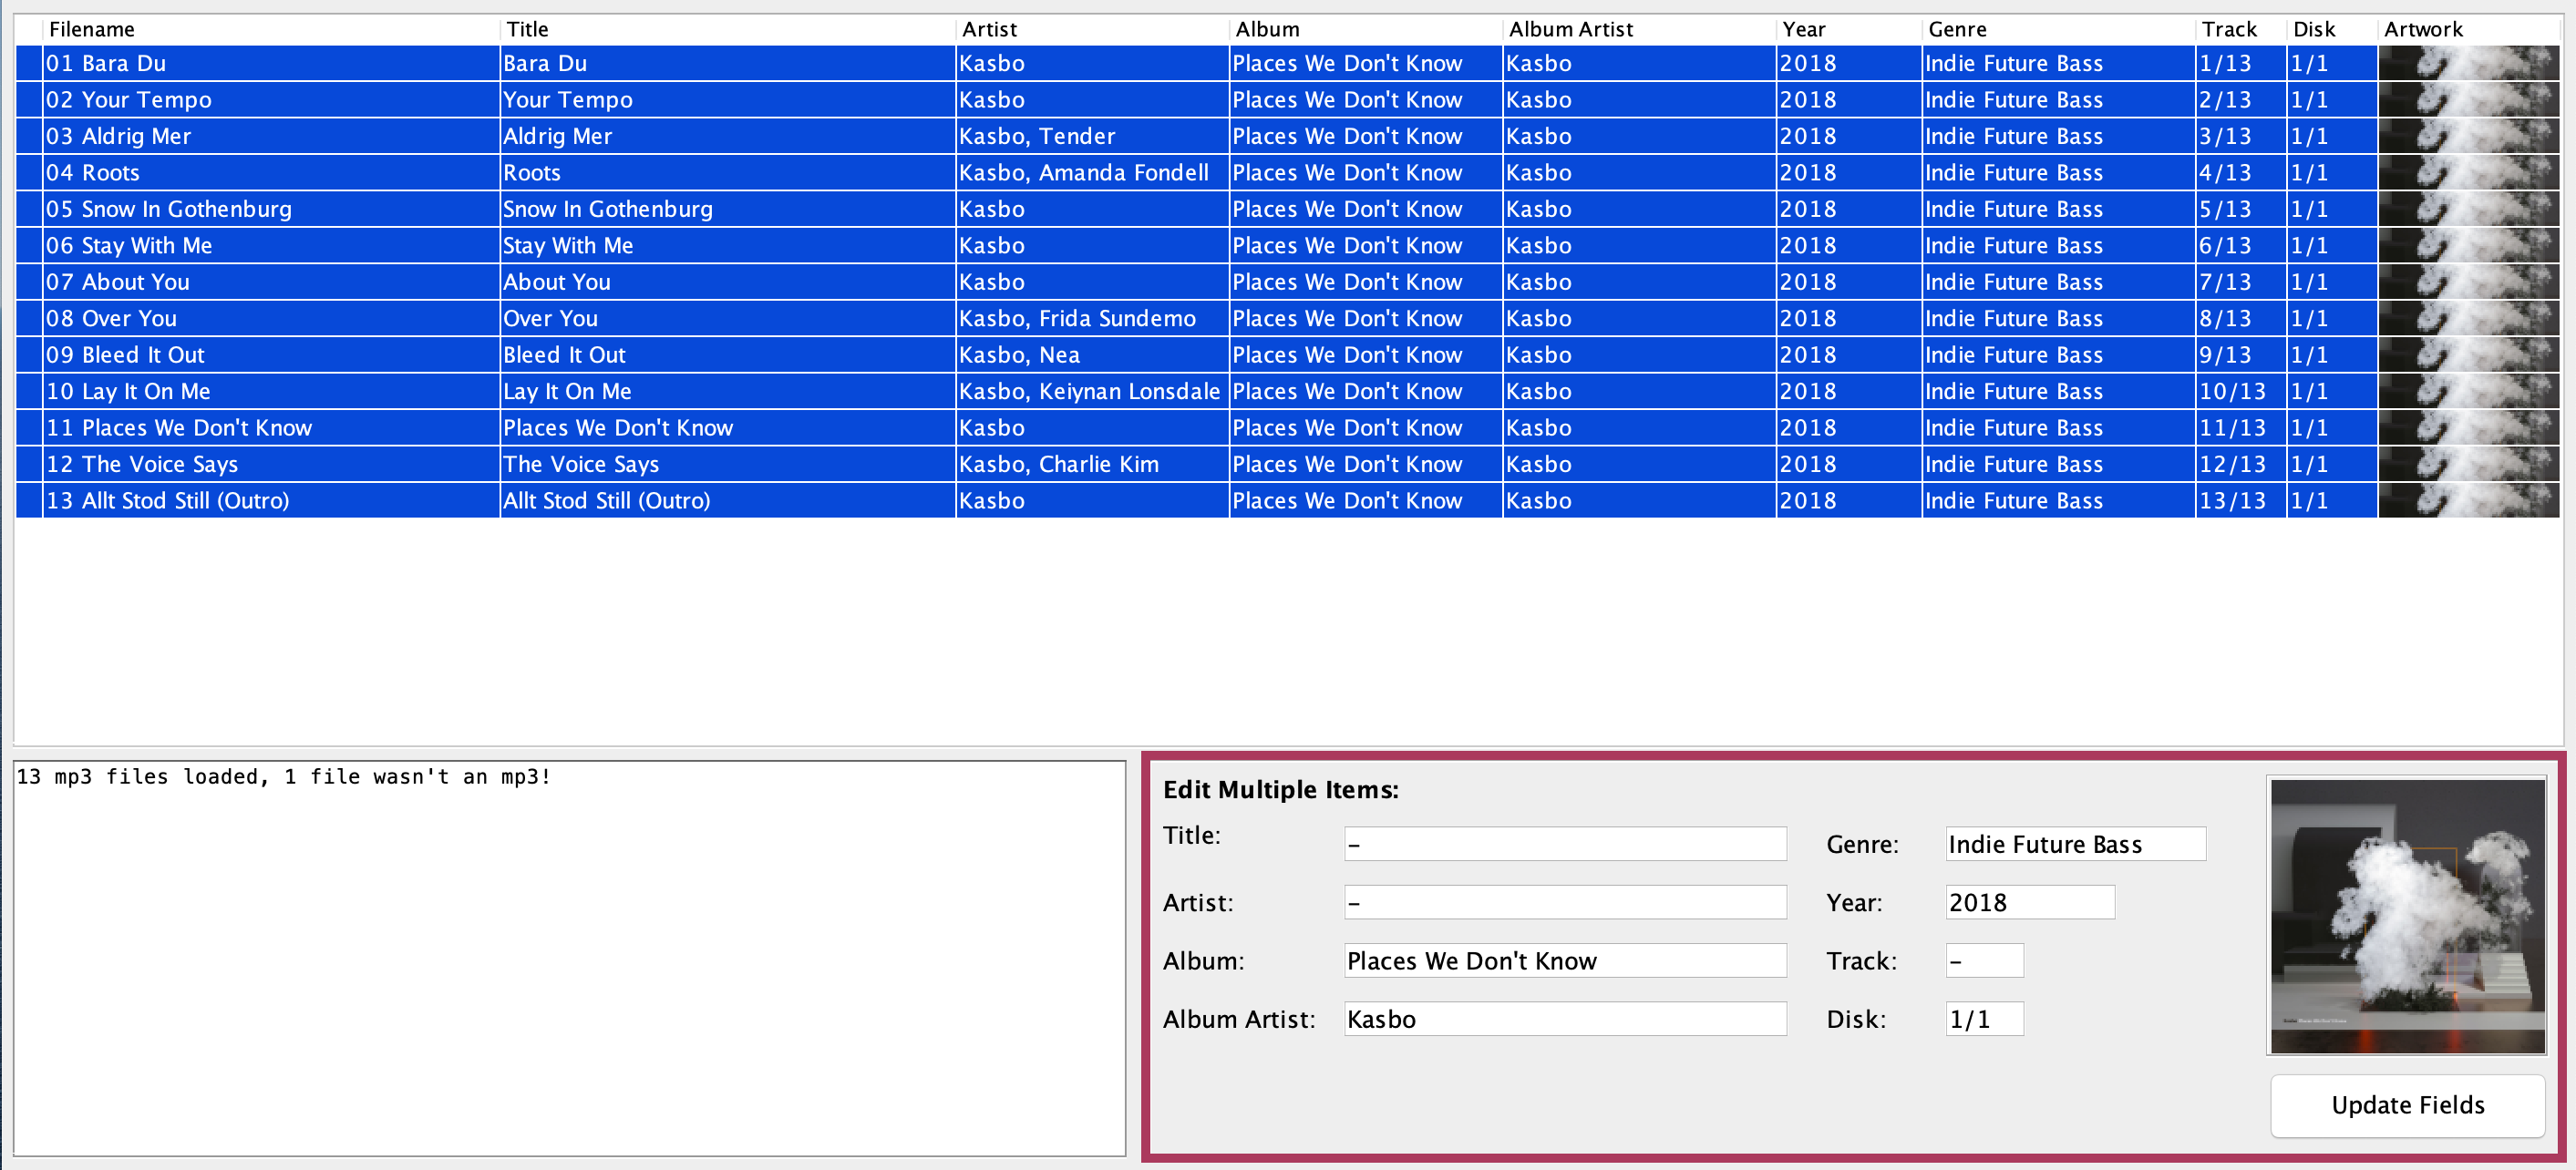 Filename Title Artist Album Album Artist Year Genre Track Disk Artwork
01 Bara Du Bara Du Kasbo Places We Don't Know Kasbo 2018 Indie Future Bass 1/13 1/1
02 Your Tempo Your Tempo Kasbo Places We Don't Know Kasbo 2018 Indie Future Bass 2/13 1/1
03 Aldrig Mer Aldrig Mer Kasbo, Tender Places We Don't Know Kasbo 2018 Indie Future Bass 3/13 1/1
04 Roots Roots Kasbo, Amanda Fondell Places We Don't Know Kasbo 2018 Indie Future Bass 4/13 1/1
05 Snow In Gothenburg Snow In Gothenburg Kasbo Places We Don't Know Kasbo 2018 Indie Future Bass 5/13 1/1
06 Stay With Me Stay With Me Kasbo Places We Don't Know Kasbo 2018 Indie Future Bass 6/13 1/1
07 About You About You Kasbo Places We Don't Know Kasbo 2018 Indie Future Bass 7/13 1/1
08 Over You Over You Kasbo, Frida Sundemo Places We Don't Know Kasbo 2018 Indie Future Bass 8/13 1/1
09 Bleed It Out Bleed It Out Kasbo, Nea Places We Don't Know Kasbo 2018 Indie Future Bass 9/13 1/1
10 Lay It On Me Lay It On Me Kasbo, Keiynan Lonsdale Places We Don't Know Kasbo 2018 Indie Future Bass 10/13 1/1
11 Places We Don't Know Places We Don't Know Kasbo Places We Don't Know Kasbo 2018 Indie Future Bass 11/13 1/1
12 The Voice Says The Voice Says Kasbo, Charlie Kim Places We Don't Know Kasbo 2018 Indie Future Bass 12/13 1/1
13 Allt Stod Still (Outro) Allt Stod Still (Outro) Kasbo Places We Don't Know Kasbo 2018 Indie Future Bass 13/13 1/1
13 mp3 files loaded, 1 file wasn't an mp3!
Edit Multiple Items:
Title: - Genre: Indie Future Bass
Artist: - Year: 2018
Album: Places We Don't Know Track: -
Album Artist: Kasbo Disk: 1/1
Update Fields